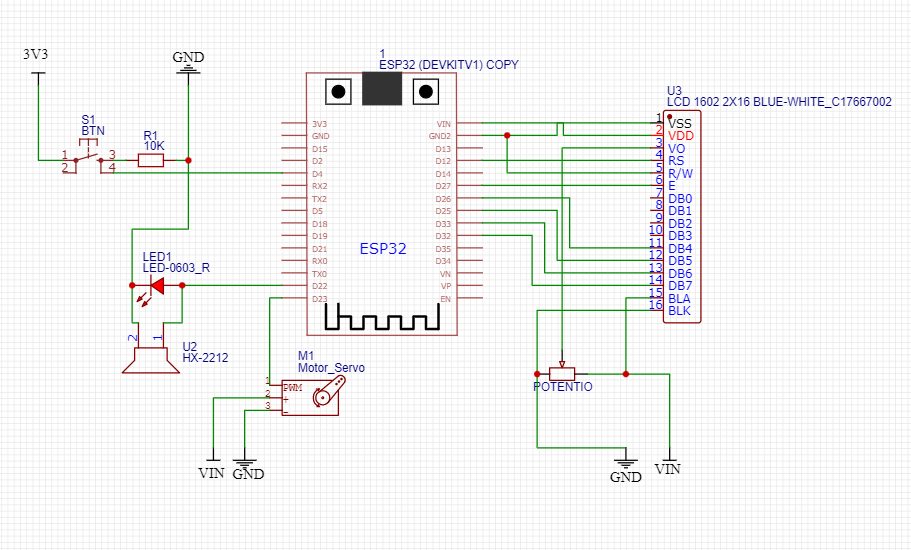 3V3
GND
S1
BTN
1
2
3
4
R1
10K
LED1
LED-0603_R
2
1
U2
HX-2212
1
ESP32 (DEVKITV1) COPY
3V3
GND
D15
D2
D4
RX2
TX2
D5
D18
D19
D21
RX0
TX0
D22
D23
ESP32
VIN
GND2
D13
D12
D14
D27
D26
D25
D33
D32
D35
D34
VN
VP
EN
M1
Motor_Servo
1
2
3
PWM
+
-
VIN
GND
U3
LCD 1602 2X16 BLUE-WHITE_C17667002
1 VSS
2 VDD
3 VO
4 RS
5 R/W
6 E
7 DB0
8 DB1
9 DB2
10 DB3
11 DB4
12 DB5
13 DB6
14 DB7
15 BLA
16 BLK
POTENTIO
GND
VIN